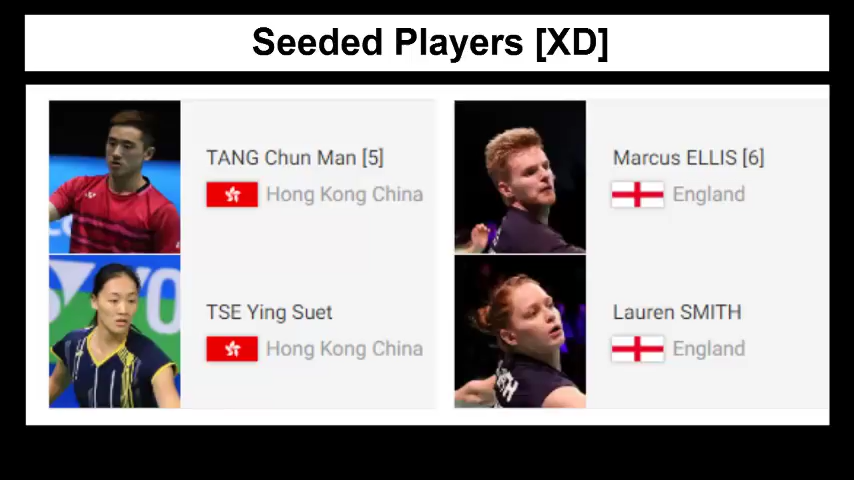 Seeded Players [XD]
TANG Chun Man [5]
Hong Kong China
TSE Ying Suet
Hong Kong China
Marcus ELLIS [6]
England
Lauren SMITH
England